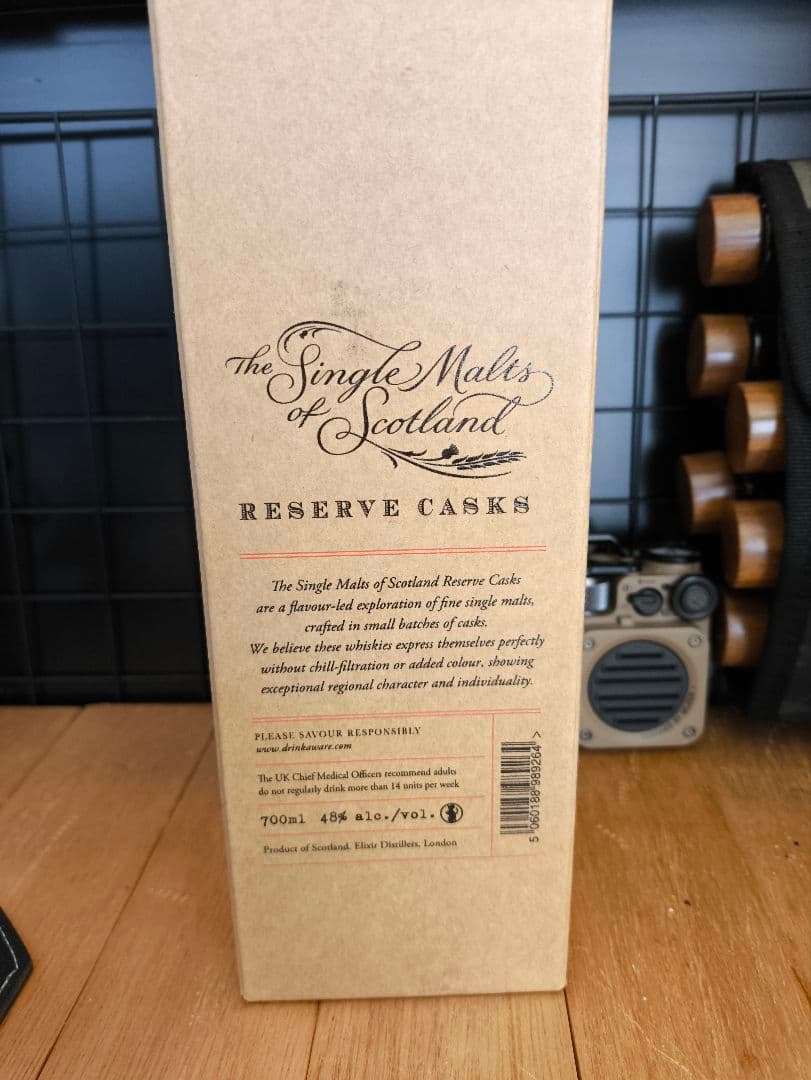 The Single Malts
of Scotland
RESERVE CASKS
The Single Malts of Scotland Reserve Casks
are a flavour-led exploration of fine single malts,
crafted in small batches of casks.
We believe these whiskies express themselves perfectly
without chill-filtration or added colour, showing
exceptional regional character and individuality.
PLEASE SAVOUR RESPONSIBLY
www.drinkaware.com
The UK Chief Medical Officers recommend adults
do not regularly drink more than 14 units per week
700ml 48% alc./vol.
Product of Scotland. Elixir Distillers, London
5 060188 989264 >